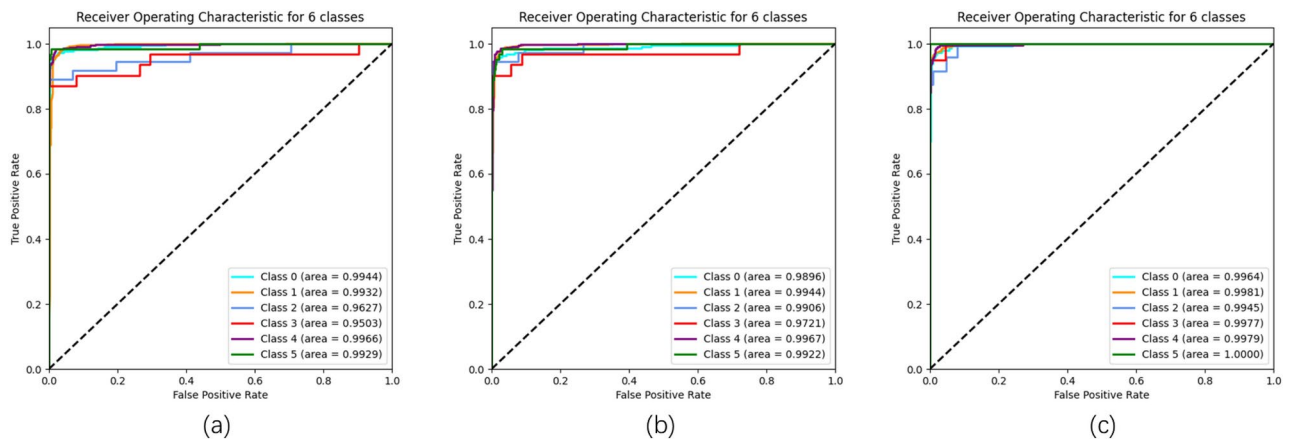 Receiver Operating Characteristic for 6 classes
1.0
0.8
0.6
0.4
0.2
0.0
True Positive Rate
Class 0 (area = 0.9944)
Class 1 (area = 0.9932)
Class 2 (area = 0.9627)
Class 3 (area = 0.9503)
Class 4 (area = 0.9966)
Class 5 (area = 0.9929)
0.0 0.2 0.4 0.6 0.8 1.0
False Positive Rate
(a)
Receiver Operating Characteristic for 6 classes
1.0
0.8
0.6
0.4
0.2
0.0
True Positive Rate
Class 0 (area = 0.9896)
Class 1 (area = 0.9944)
Class 2 (area = 0.9906)
Class 3 (area = 0.9721)
Class 4 (area = 0.9967)
Class 5 (area = 0.9922)
0.0 0.2 0.4 0.6 0.8 1.0
False Positive Rate
(b)
Receiver Operating Characteristic for 6 classes
1.0
0.8
0.6
0.4
0.2
0.0
True Positive Rate
Class 0 (area = 0.9964)
Class 1 (area = 0.9981)
Class 2 (area = 0.9945)
Class 3 (area = 0.9977)
Class 4 (area = 0.9979)
Class 5 (area = 1.0000)
0.0 0.2 0.4 0.6 0.8 1.0
False Positive Rate
(c)